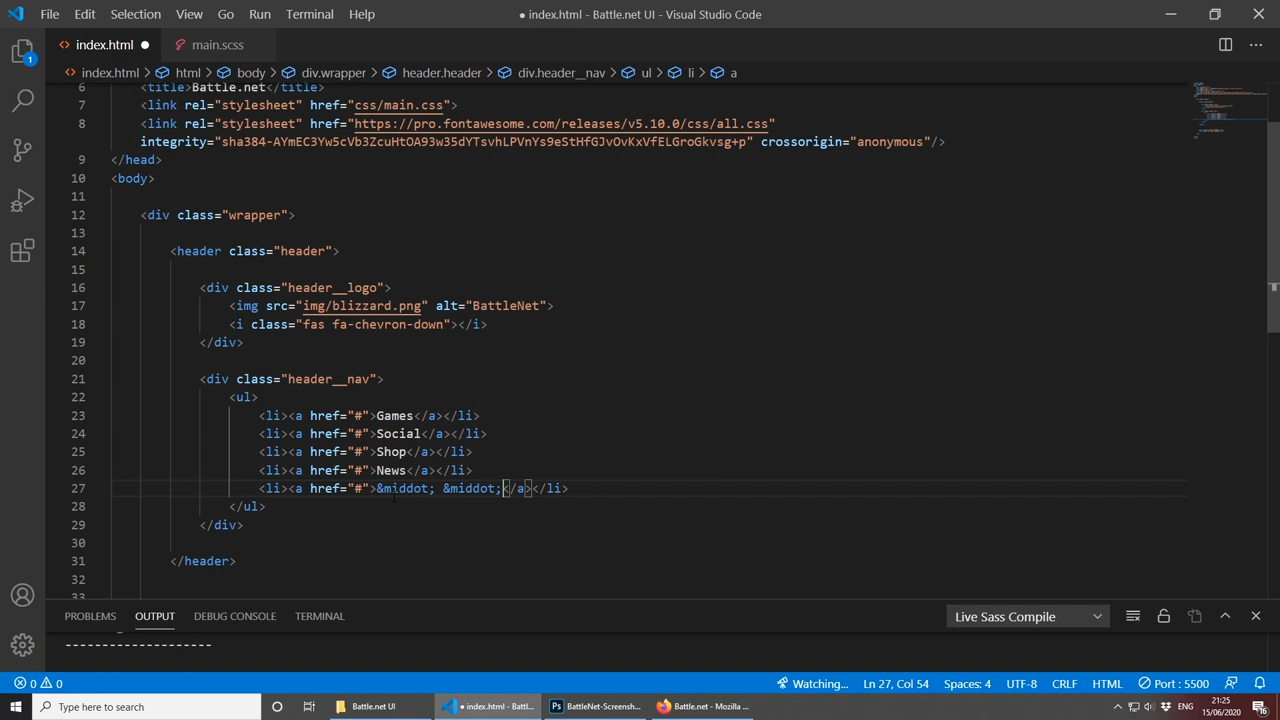 File Edit Selection View Go Run Terminal Help
● index.html - Battle.net UI - Visual Studio Code
index.html ● main.scss
index.html > html > body > div.wrapper > header.header > div.header__nav > ul > li > a
6 <title>Battle.net</title>
7 <link rel="stylesheet" href="css/main.css">
8 <link rel="stylesheet" href="https://pro.fontawesome.com/releases/v5.10.0/css/all.css"
integrity="sha384-AYmEC3Yw5cVb3ZcuHtOA93w35dYTsvhLPVnYs9eStHfGJvOvKxVfELGroGkvsg+p" crossorigin="anonymous"/>
9 </head>
10 <body>
11
12 <div class="wrapper">
13
14 <header class="header">
15
16 <div class="header__logo">
17 <img src="img/blizzard.png" alt="BattleNet">
18 <i class="fas fa-chevron-down"></i>
19 </div>
20
21 <div class="header__nav">
22 <ul>
23 <li><a href="#">Games</a></li>
24 <li><a href="#">Social</a></li>
25 <li><a href="#">Shop</a></li>
26 <li><a href="#">News</a></li>
27 <li><a href="#">&middot; &middot;</a></li>
28 </ul>
29 </div>
30
31 </header>
32
33
PROBLEMS OUTPUT DEBUG CONSOLE TERMINAL
Live Sass Compile
--------------------
0 0
Watching... Ln 27, Col 54 Spaces: 4 UTF-8 CRLF HTML Port : 5500
Type here to search
Battle.net UI
● index.html - Battl...
BattleNet-Screensh...
Battle.net - Mozilla ...
ENG
21:25
15/06/2020
16
1